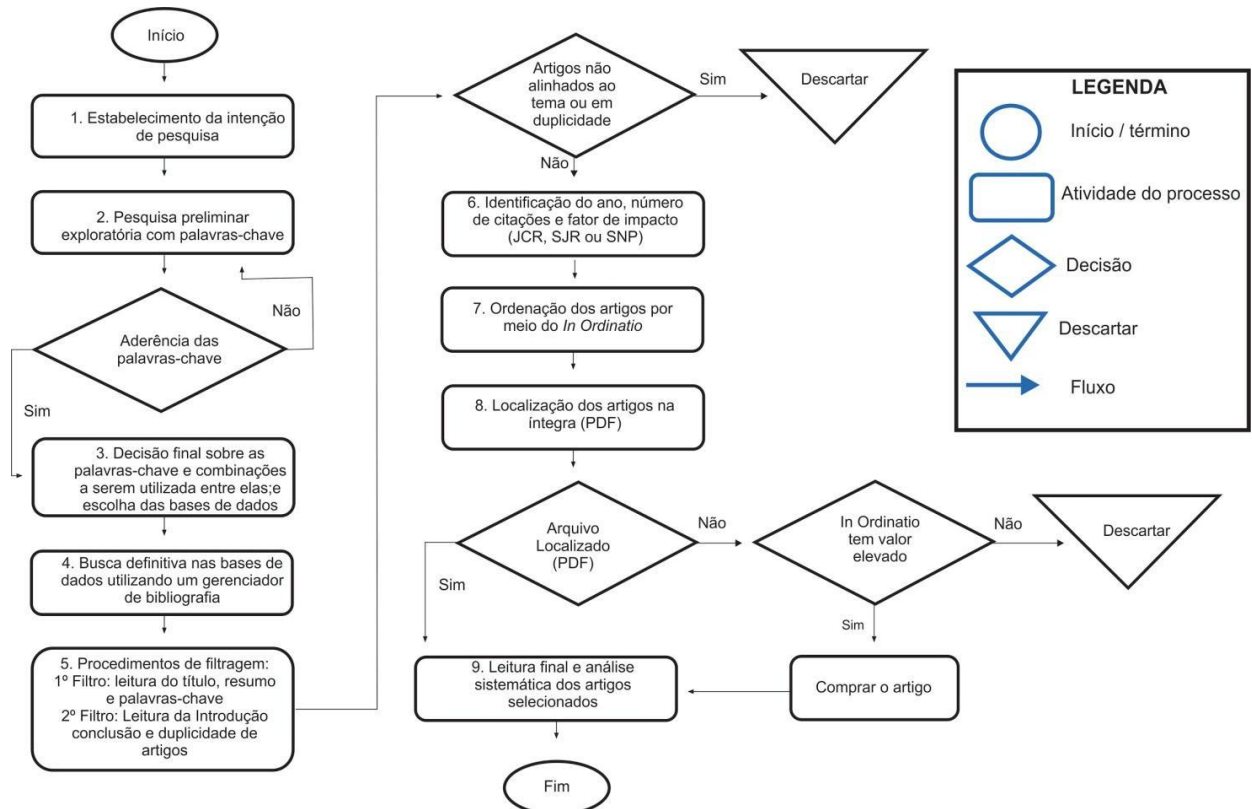 Início
1. Estabelecimento da intenção
de pesquisa
2. Pesquisa preliminar
exploratória com palavras-chave
Não
Aderência das
palavras-chave
Sim
3. Decisão final sobre as
palavras-chave e combinações
a serem utilizada entre elas;e
escolha das bases de dados
4. Busca definitiva nas bases de
dados utilizando um gerenciador
de bibliografia
5. Procedimentos de filtragem:
1º Filtro: leitura do título, resumo
e palavras-chave
2º Filtro: Leitura da Introdução
conclusão e duplicidade de
artigos
Artigos não
alinhados ao
tema ou em
duplicidade
Sim
Descartar
Não
6. Identificação do ano, número
de citações e fator de impacto
(JCR, SJR ou SNP)
7. Ordenação dos artigos por
meio do In Ordinatio
8. Localização dos artigos na
íntegra (PDF)
Arquivo
Localizado
(PDF)
Não
In Ordinatio
tem valor
elevado
Não
Descartar
Sim
Sim
9. Leitura final e análise
sistemática dos artigos
selecionados
Comprar o artigo
Fim
LEGENDA
Início / término
Atividade do processo
Decisão
Descartar
Fluxo